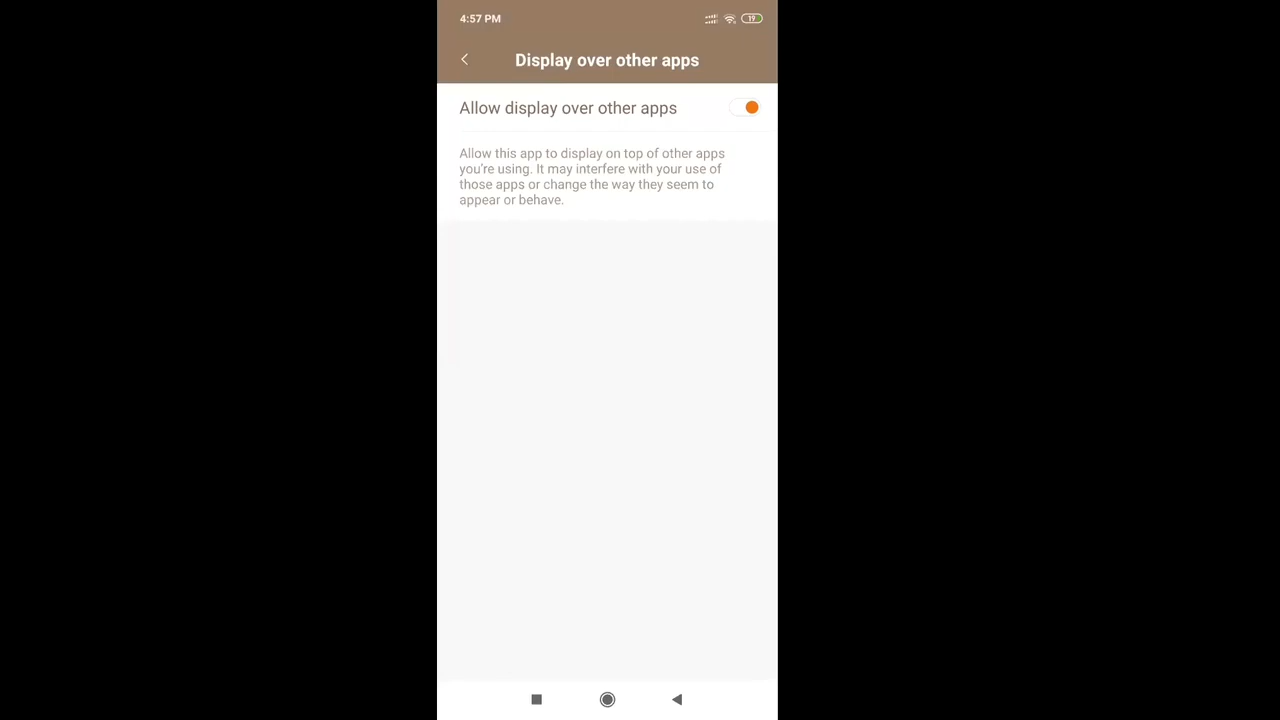 4:57 PM
19
Display over other apps
Allow display over other apps
Allow this app to display on top of other apps
you're using. It may interfere with your use of
those apps or change the way they seem to
appear or behave.